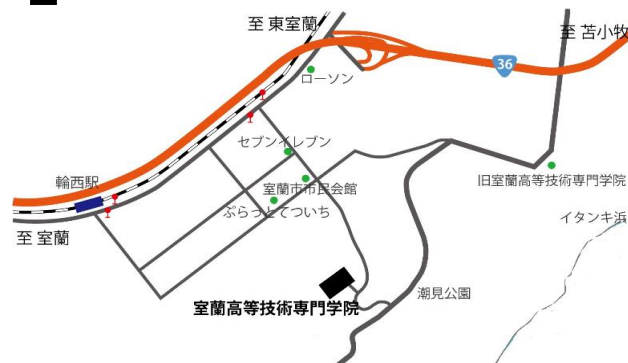 至 東室蘭
至 苫小牧
36
ローソン
セブンイレブン
輪西駅
室蘭市市民会館
旧室蘭高等技術専門学院
ぷらっとてついち
イタンキ浜
至 室蘭
潮見公園
室蘭高等技術専門学院